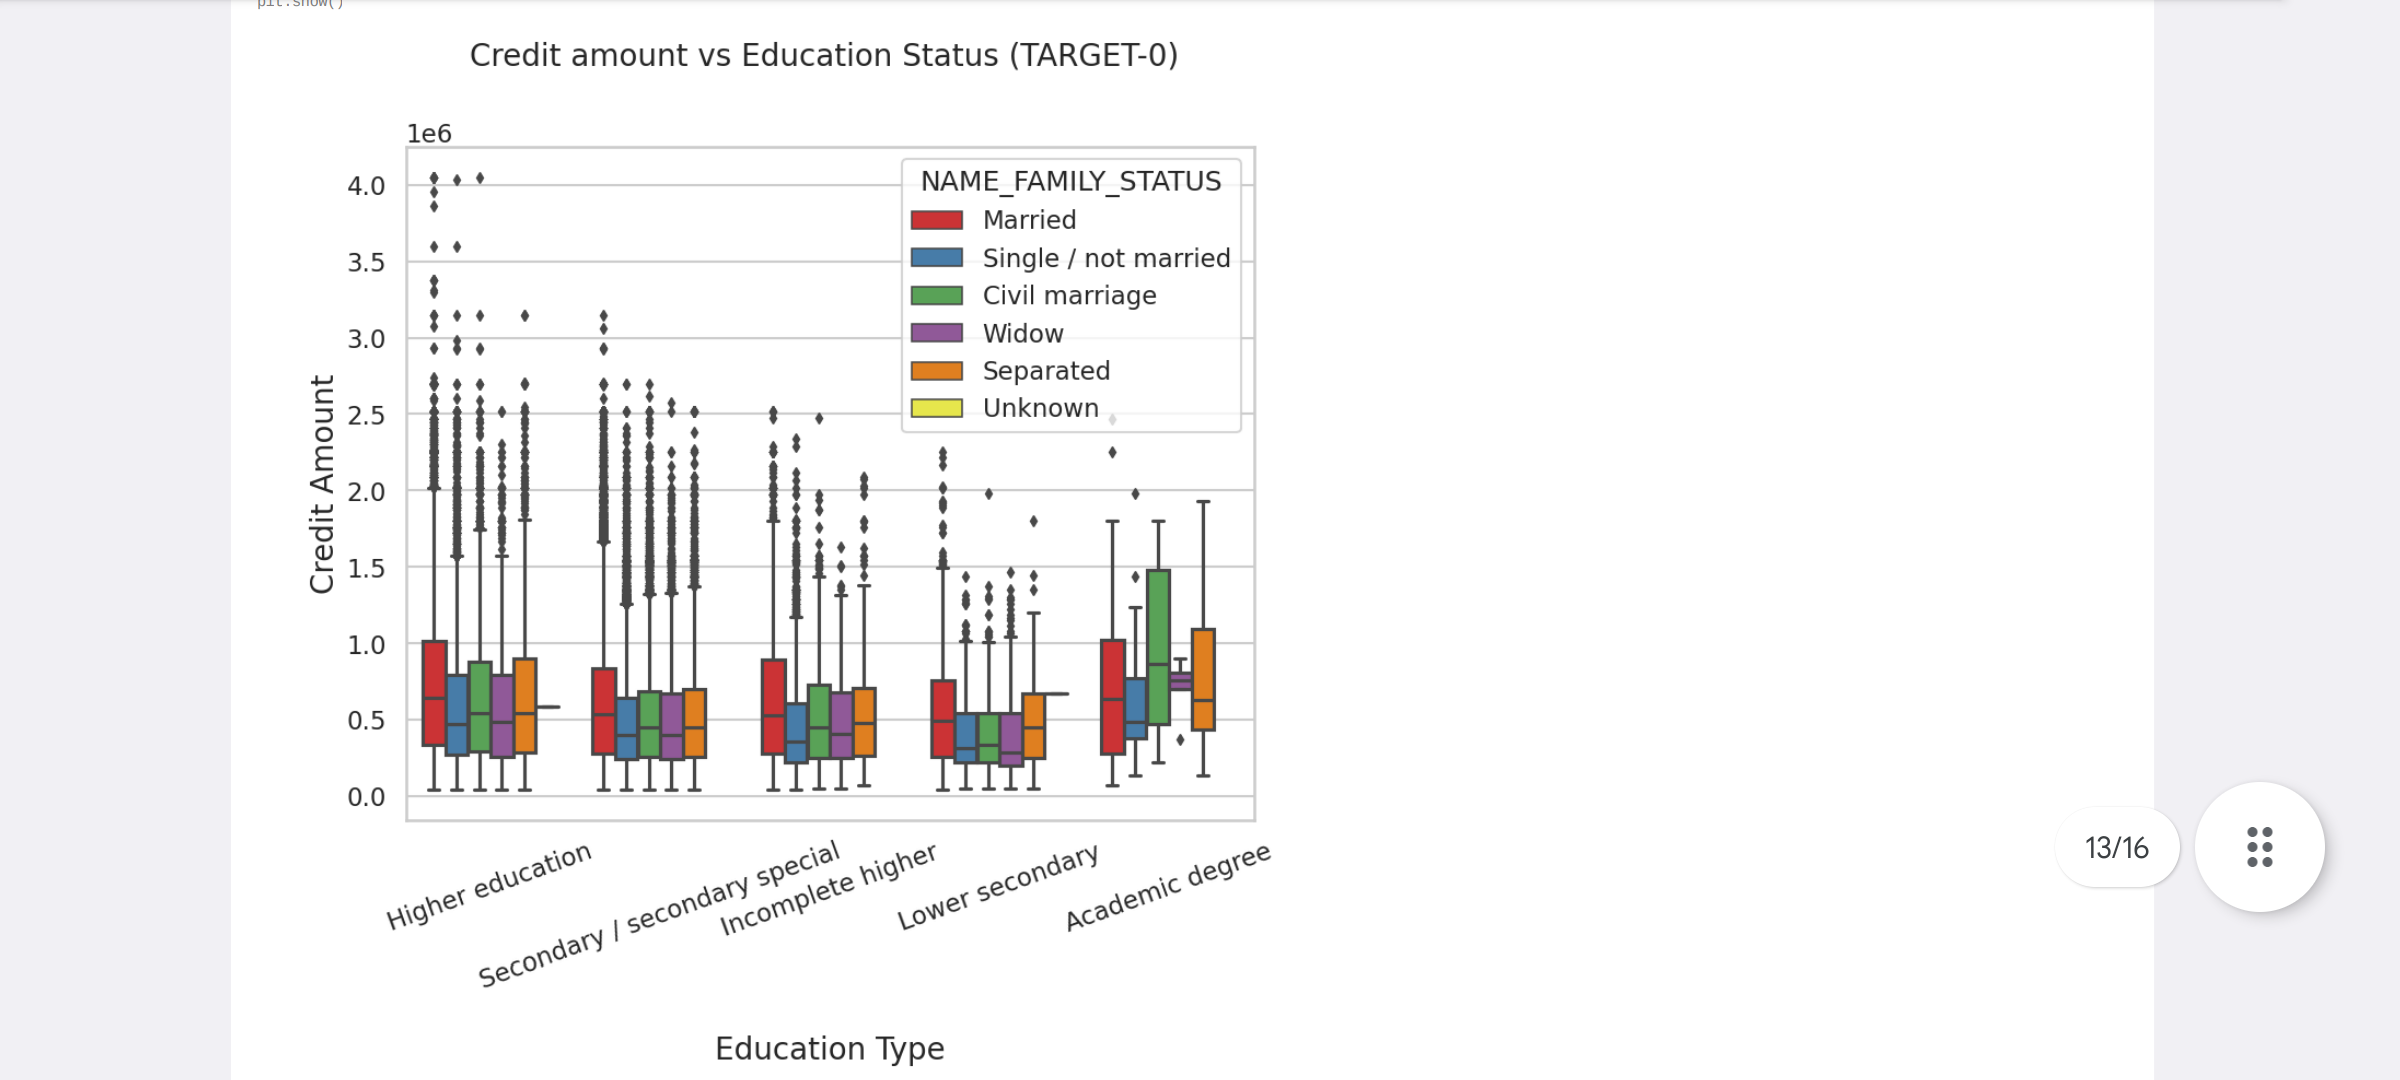 plt.show()
Credit amount vs Education Status (TARGET-0)
1e6
4.0
3.5
3.0
2.5
2.0
1.5
1.0
0.5
0.0
Credit Amount
NAME_FAMILY_STATUS
Married
Single / not married
Civil marriage
Widow
Separated
Unknown
Higher education
Secondary / secondary special
Incomplete higher
Lower secondary
Academic degree
Education Type
13/16